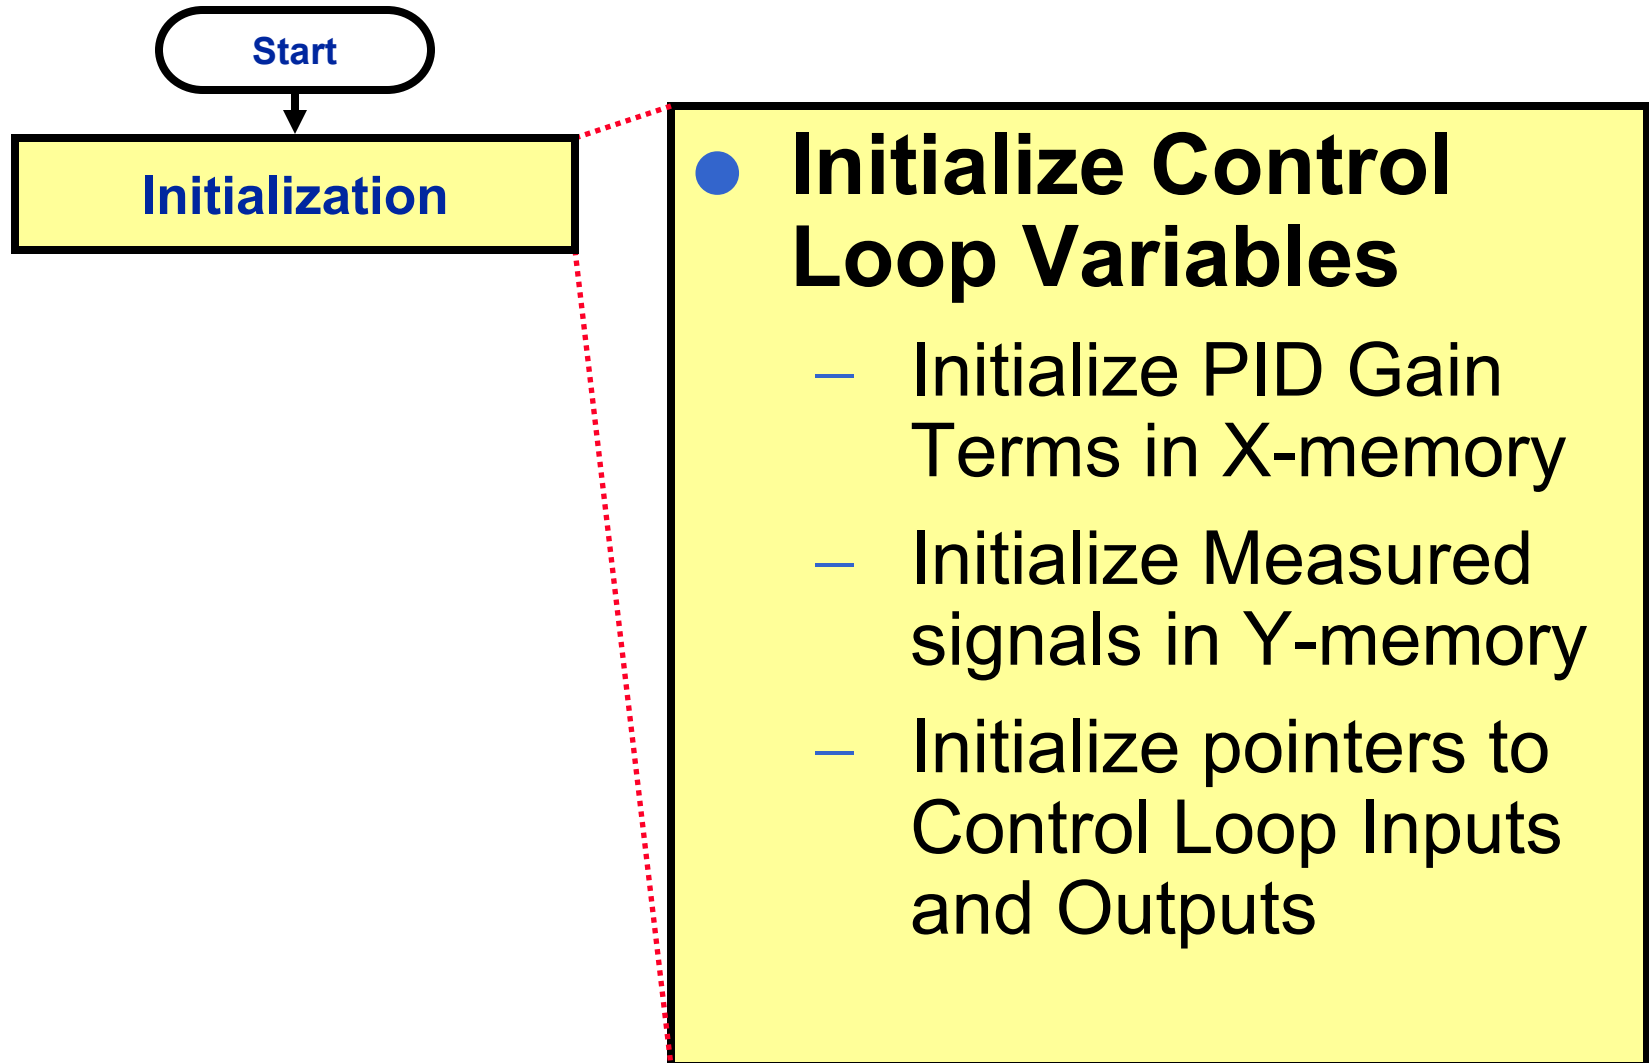 Start
Initialization
● Initialize Control
Loop Variables
– Initialize PID Gain
Terms in X-memory
– Initialize Measured
signals in Y-memory
– Initialize pointers to
Control Loop Inputs
and Outputs